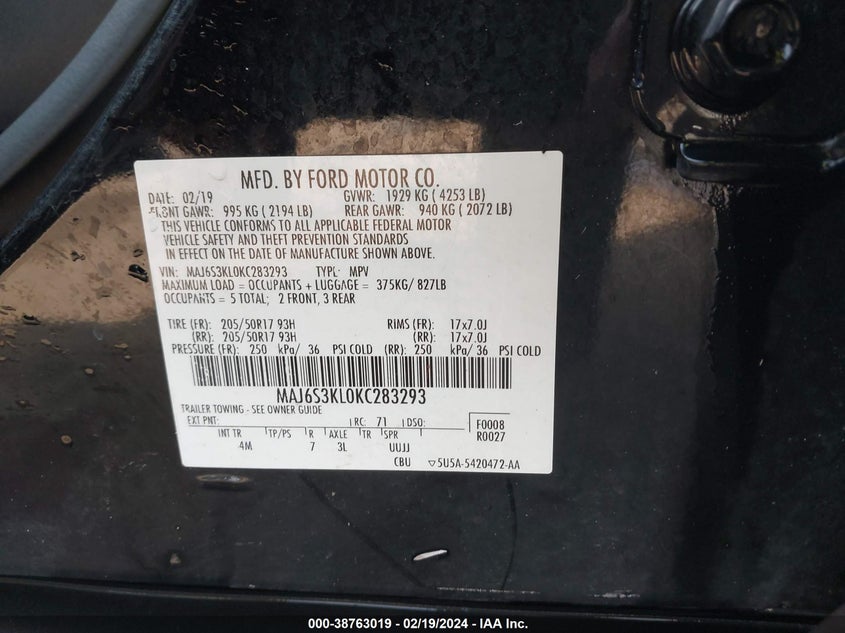 MFD. BY FORD MOTOR CO.
DATE: 02/19 GVWR: 1929 KG ( 4253 LB)
FRONT GAWR: 995 KG ( 2194 LB) REAR GAWR: 940 KG ( 2072 LB)
THIS VEHICLE CONFORMS TO ALL APPLICABLE FEDERAL MOTOR
VEHICLE SAFETY AND THEFT PREVENTION STANDARDS
IN EFFECT ON THE DATE OF MANUFACTURE SHOWN ABOVE.
VIN: MAJ6S3KL0KC283293 TYPE: MPV
MAXIMUM LOAD = OCCUPANTS + LUGGAGE = 375KG/ 827LB
OCCUPANTS = 5 TOTAL; 2 FRONT, 3 REAR
TIRE (FR): 205/50R17 93H RIMS (FR): 17x7.0J
(RR): 205/50R17 93H (RR): 17x7.0J
PRESSURE (FR): 250 kPa/ 36 PSI COLD (RR): 250 kPa/ 36 PSI COLD
MAJ6S3KL0KC283293
TRAILER TOWING - SEE OWNER GUIDE
EXT PNT: RC: 71 DSO: F0008
R0027
INT TR TP/PS R AXLE TR SPR
4M 7 3L UUJJ
CBU ▽5U5A-5420472-AA
000-38763019 - 02/19/2024 - IAA Inc.